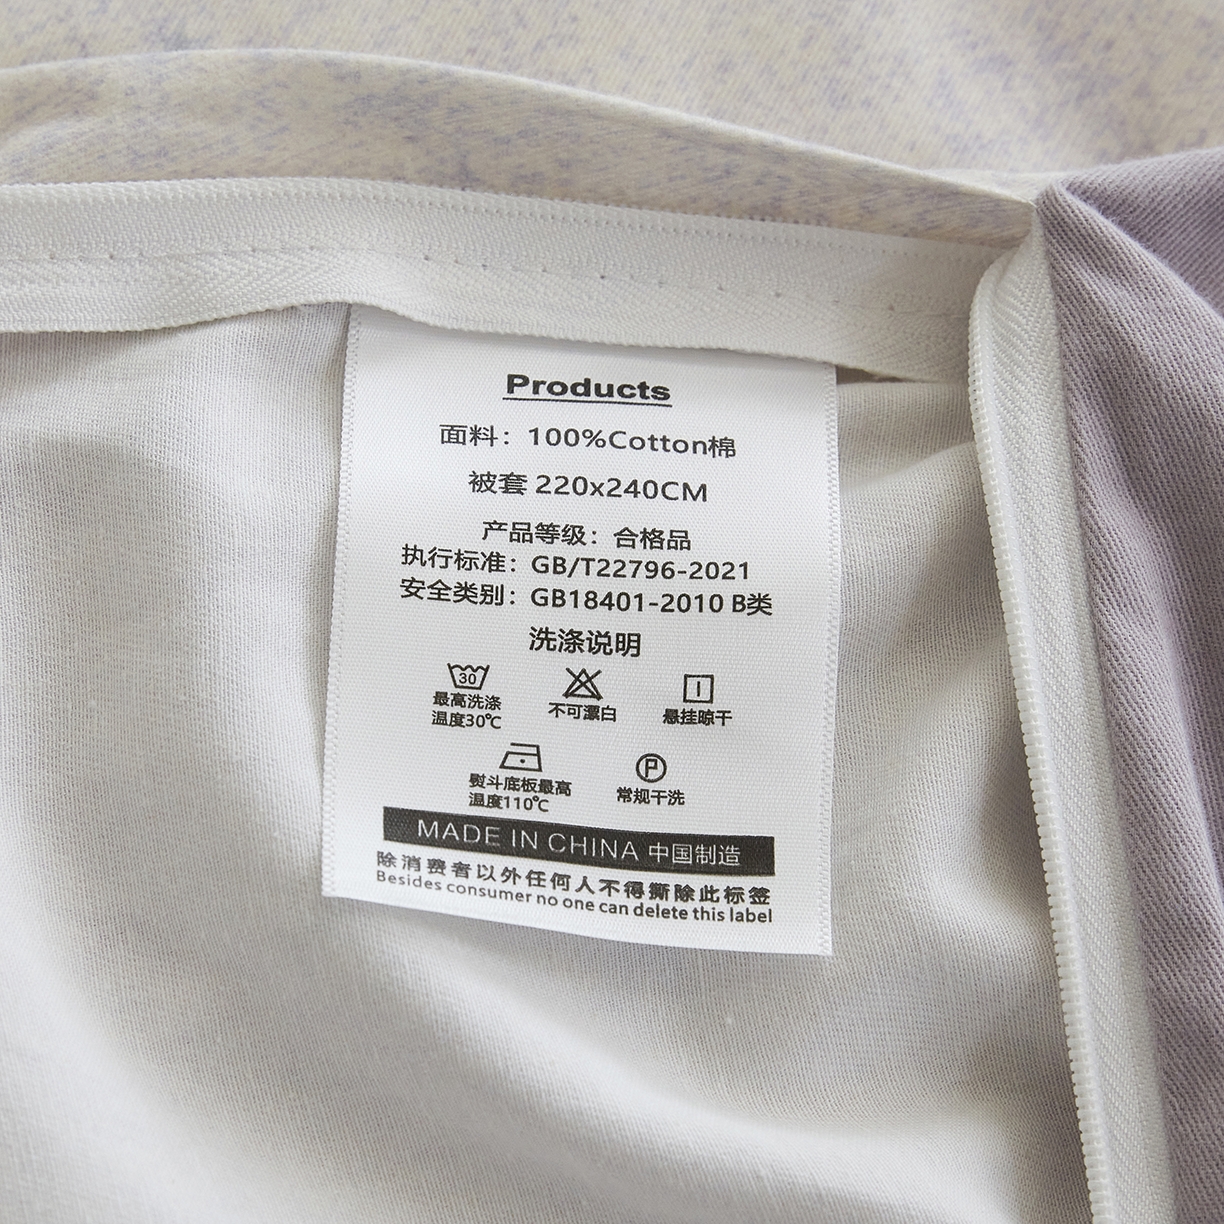 Products
面料：100%Cotton棉
被套 220x240CM
产品等级：合格品
执行标准：GB/T22796-2021
安全类别：GB18401-2010 B类
洗涤说明
30
最高洗涤
温度30℃
不可漂白
悬挂晾干
P
熨斗底板最高
温度110℃
常规干洗
MADE IN CHINA 中国制造
除消费者以外任何人不得撕除此标签
Besides consumer no one can delete this label